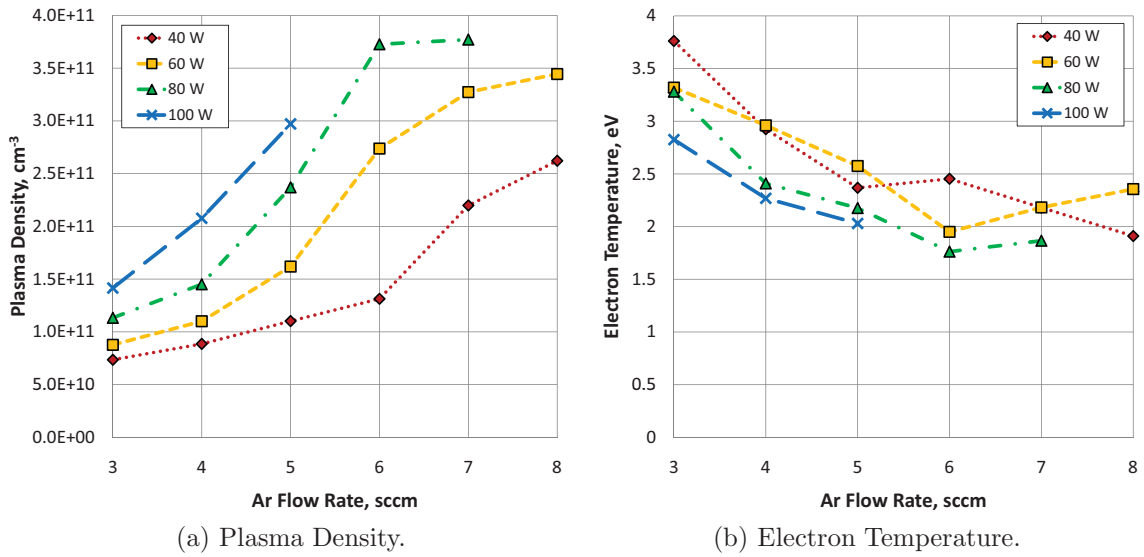 4.0E+11
3.5E+11
3.0E+11
2.5E+11
2.0E+11
1.5E+11
1.0E+11
5.0E+10
0.0E+00
Plasma Density, cm-3
40 W
60 W
80 W
100 W
3 4 5 6 7 8
Ar Flow Rate, sccm
(a) Plasma Density.
4
3.5
3
2.5
2
1.5
1
0.5
0
Electron Temperature, eV
40 W
60 W
80 W
100 W
3 4 5 6 7 8
Ar Flow Rate, sccm
(b) Electron Temperature.